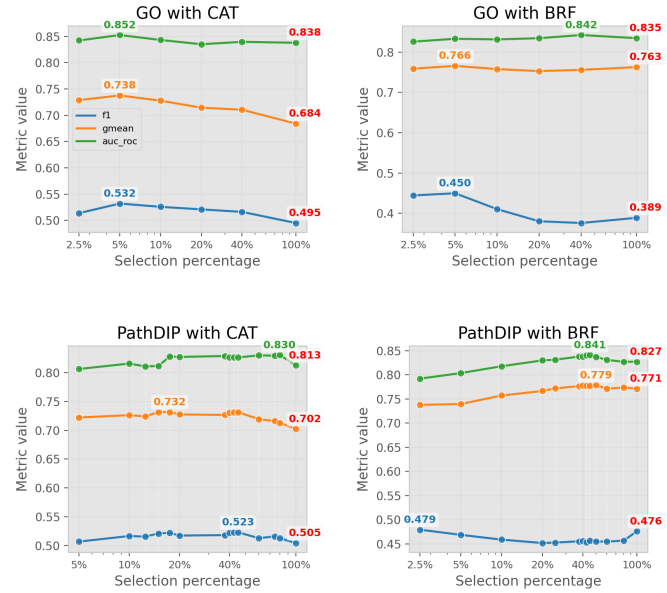 GO with CAT
0.852
0.838
0.738
0.684
0.532
0.495
f1
gmean
auc_roc
0.85
0.80
0.75
0.70
0.65
0.60
0.55
0.50
Metric value
2.5% 5% 10% 20% 40% 100%
Selection percentage
GO with BRF
0.842
0.835
0.766
0.763
0.450
0.389
0.8
0.7
0.6
0.5
0.4
Metric value
2.5% 5% 10% 20% 40% 100%
Selection percentage
PathDIP with CAT
0.830
0.813
0.732
0.702
0.523
0.505
0.80
0.75
0.70
0.65
0.60
0.55
0.50
Metric value
5% 10% 20% 40% 100%
Selection percentage
PathDIP with BRF
0.841
0.827
0.779
0.771
0.479
0.476
0.85
0.80
0.75
0.70
0.65
0.60
0.55
0.50
0.45
Metric value
2.5% 5% 10% 20% 40% 100%
Selection percentage